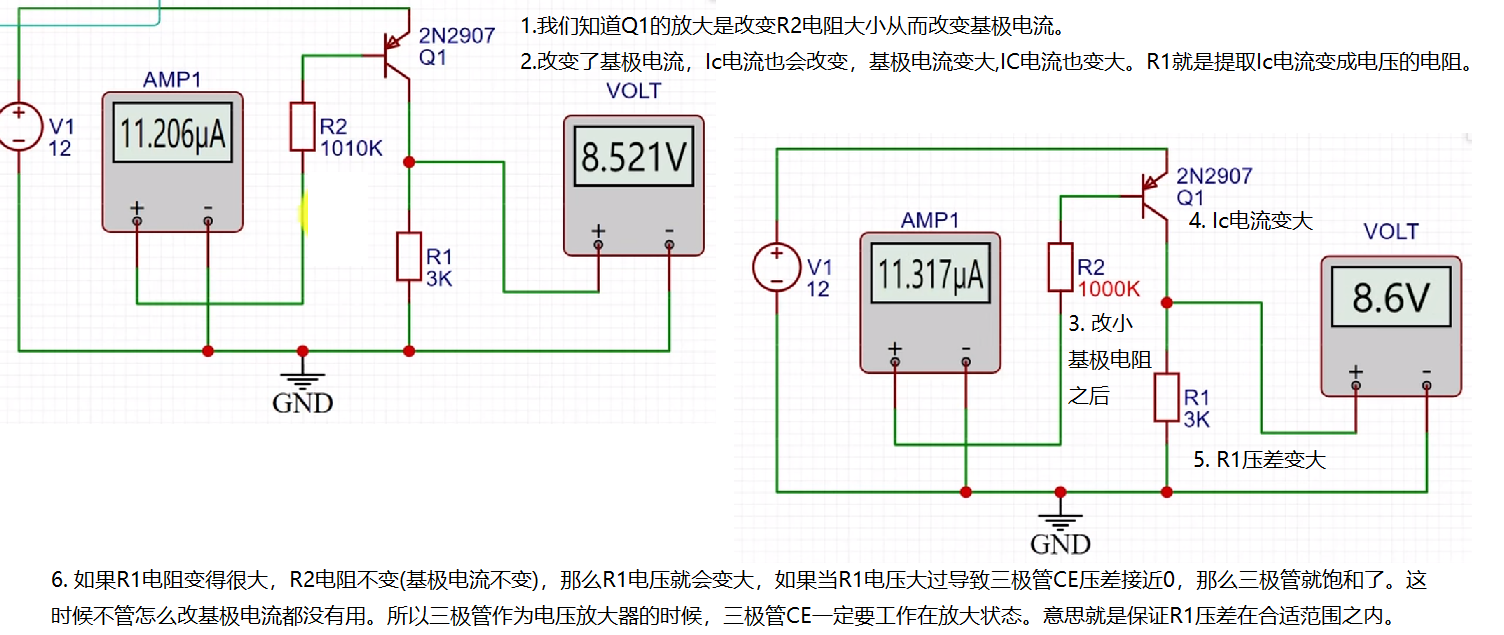 1.我们知道Q1的放大是改变R2电阻大小从而改变基极电流。
2.改变了基极电流，Ic电流也会改变，基极电流变大,IC电流也变大。R1就是提取Ic电流变成电压的电阻。
2N2907
Q1
AMP1
VOLT
11.206μA
V1
12
R2
1010K
8.521V
+ -
+ -
R1
3K
GND
2N2907
Q1
4. Ic电流变大
AMP1
VOLT
11.317μA
V1
12
R2
1000K
8.6V
3. 改小
基极电阻
之后
+ -
+ -
R1
3K
5. R1压差变大
GND
6. 如果R1电阻变得很大，R2电阻不变(基极电流不变)，那么R1电压就会变大，如果当R1电压大过导致三极管CE压差接近0，那么三极管就饱和了。这
时候不管怎么改基极电流都没有用。所以三极管作为电压放大器的时候，三极管CE一定要工作在放大状态。意思就是保证R1压差在合适范围之内。